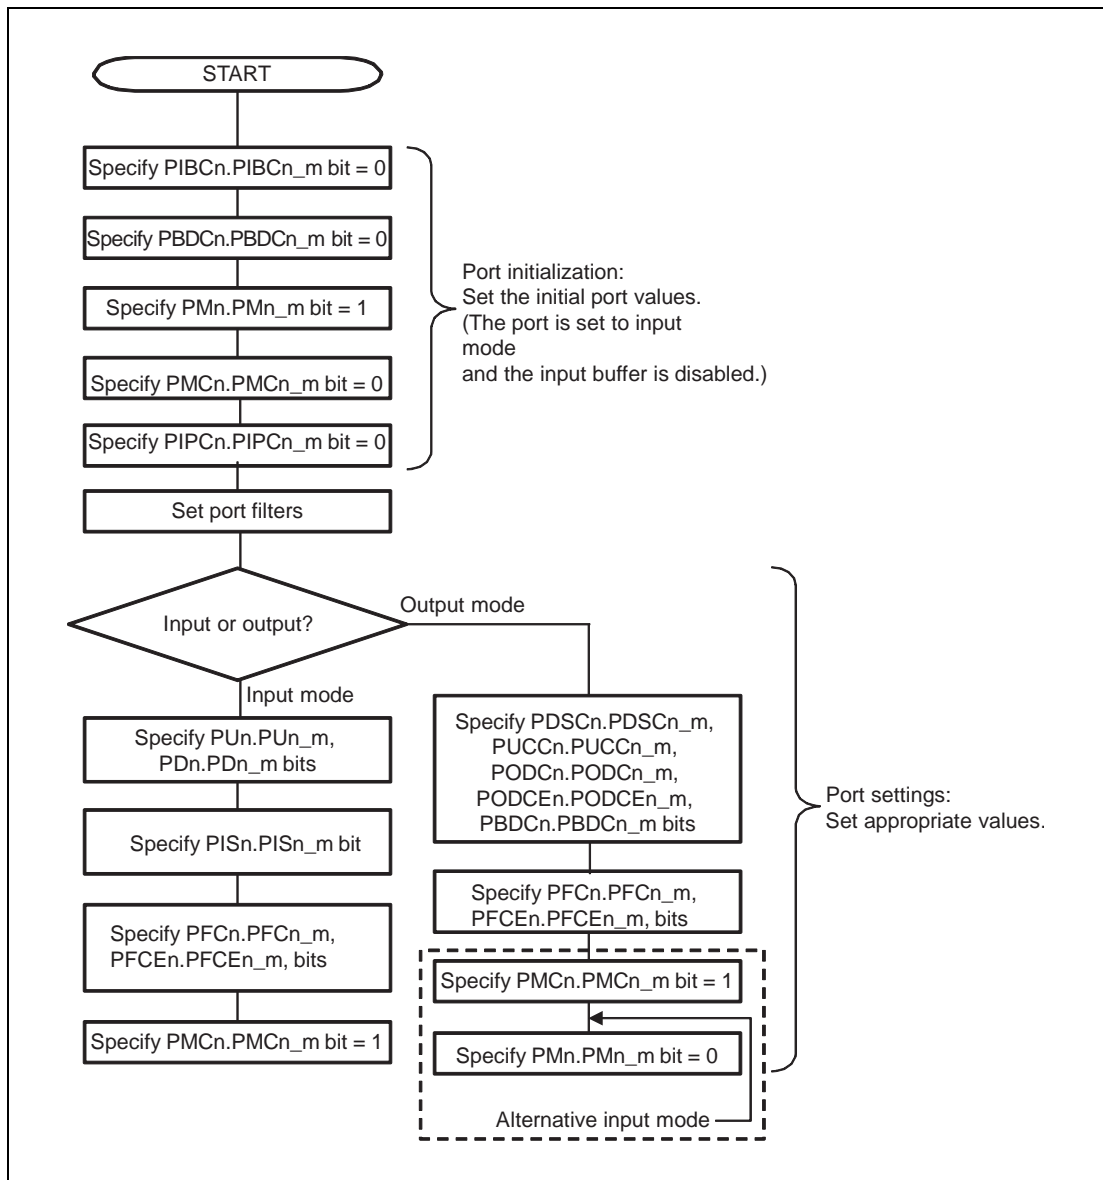 START
Specify PIBCn.PIBCn_m bit = 0
Specify PBDCn.PBDCn_m bit = 0
Specify PMn.PMn_m bit = 1
Specify PMCn.PMCn_m bit = 0
Specify PIPCn.PIPCn_m bit = 0
Port initialization:
Set the initial port values.
(The port is set to input
mode
and the input buffer is disabled.)
Set port filters
Input or output?
Output mode
Input mode
Specify PUn.PUn_m,
PDn.PDn_m bits
Specify PISn.PISn_m bit
Specify PFCn.PFCn_m,
PFCEn.PFCEn_m, bits
Specify PMCn.PMCn_m bit = 1
Specify PDSCn.PDSCn_m,
PUCCn.PUCCn_m,
PODCn.PODCn_m,
PODCEn.PODCEn_m,
PBDCn.PBDCn_m bits
Specify PFCn.PFCn_m,
PFCEn.PFCEn_m, bits
Specify PMCn.PMCn_m bit = 1
Specify PMn.PMn_m bit = 0
Alternative input mode
Port settings:
Set appropriate values.